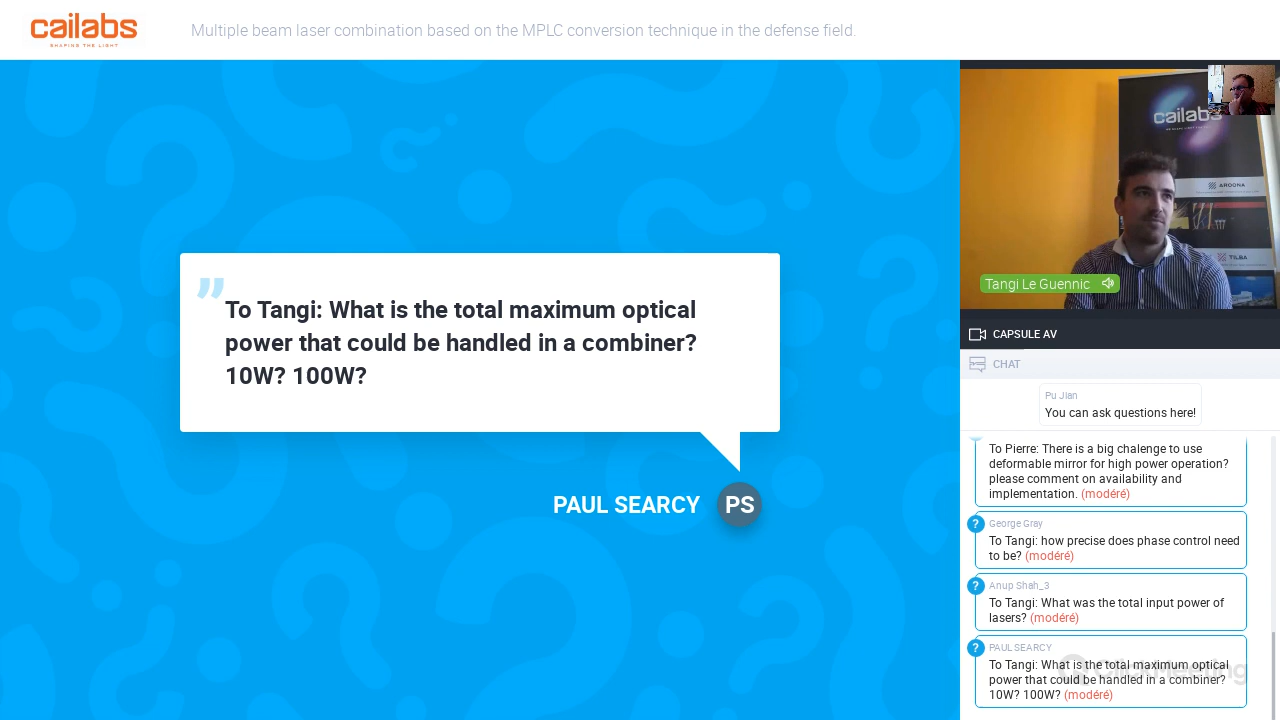 cailabs
SHAPING THE LIGHT
Multiple beam laser combination based on the MPLC conversion technique in the defense field.
To Tangi: What is the total maximum optical
power that could be handled in a combiner?
10W? 100W?
PAUL SEARCY
PS
cailabs
AROONA
TILBA
Tangi Le Guennic
CAPSULE AV
CHAT
Pu Jian
You can ask questions here!
To Pierre: There is a big chalenge to use
deformable mirror for high power operation?
please comment on availability and
implementation. (modéré)
George Gray
To Tangi: how precise does phase control need
to be? (modéré)
Anup Shah_3
To Tangi: What was the total input power of
lasers? (modéré)
PAUL SEARCY
To Tangi: What is the total maximum optical
power that could be handled in a combiner?
10W? 100W? (modéré)